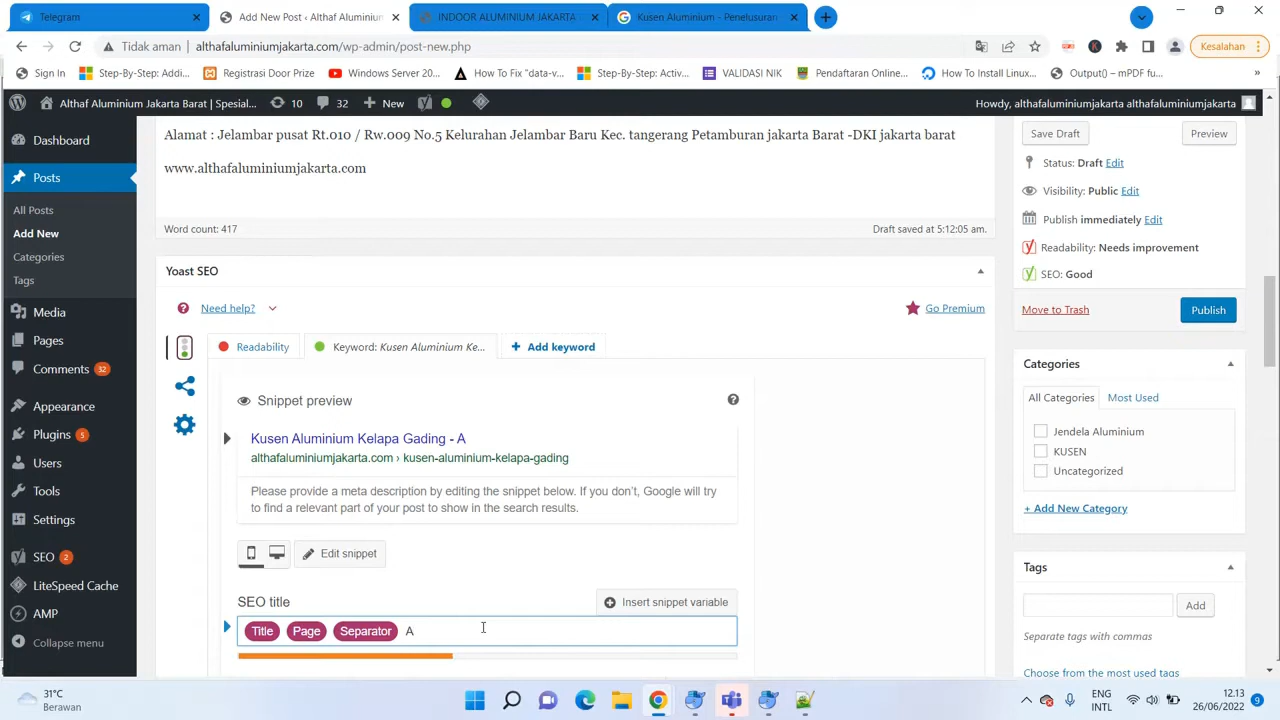 Telegram
Add New Post ‹ Althaf Aluminium
INDOOR ALUMINIUM JAKARTA
Kusen Aluminium - Penelusuran
Tidak aman
althafaluminiumjakarta.com/wp-admin/post-new.php
Kesalahan
Sign In
Step-By-Step: Addi...
Registrasi Door Priz...
Windows Server 20...
How To Fix "data-v...
Step-By-Step: Activ...
VALIDASI NIK
Pendaftaran Online...
How To Install Linux...
Output() – mPDF fu...
»
Althaf Aluminium Jakarta Barat | Spesial...
10
32
New
Howdy, althafaluminiumjakarta
Dashboard
Posts
All Posts
Add New
Categories
Tags
Media
Pages
Comments 32
Appearance
Plugins 5
Users
Tools
Settings
SEO 2
LiteSpeed Cache
AMP
Collapse menu
Alamat : Jelambar pusat Rt.010 / Rw.009 No.5 Kelurahan Jelambar Baru Kec. tangerang Petamburan jakarta Barat -DKI jakarta barat
www.althafaluminiumjakarta.com
Word count: 417
Draft saved at 5:12:05 am.
Yoast SEO
Need help?
Go Premium
Readability
Keyword: Kusen Aluminium Ke...
Add keyword
Snippet preview
Kusen Aluminium Kelapa Gading - A
althafaluminiumjakarta.com › kusen-aluminium-kelapa-gading
Please provide a meta description by editing the snippet below. If you don't, Google will try
to find a relevant part of your post to show in the search results.
Edit snippet
SEO title
Insert snippet variable
Title Page Separator A
Save Draft
Preview
Status: Draft Edit
Visibility: Public Edit
Publish immediately Edit
Readability: Needs improvement
SEO: Good
Move to Trash
Publish
Categories
All Categories
Most Used
Jendela Aluminium
KUSEN
Uncategorized
+ Add New Category
Tags
Add
Separate tags with commas
Choose from the most used tags
31°C
Berawan
ENG
INTL
12.13
26/06/2022
9